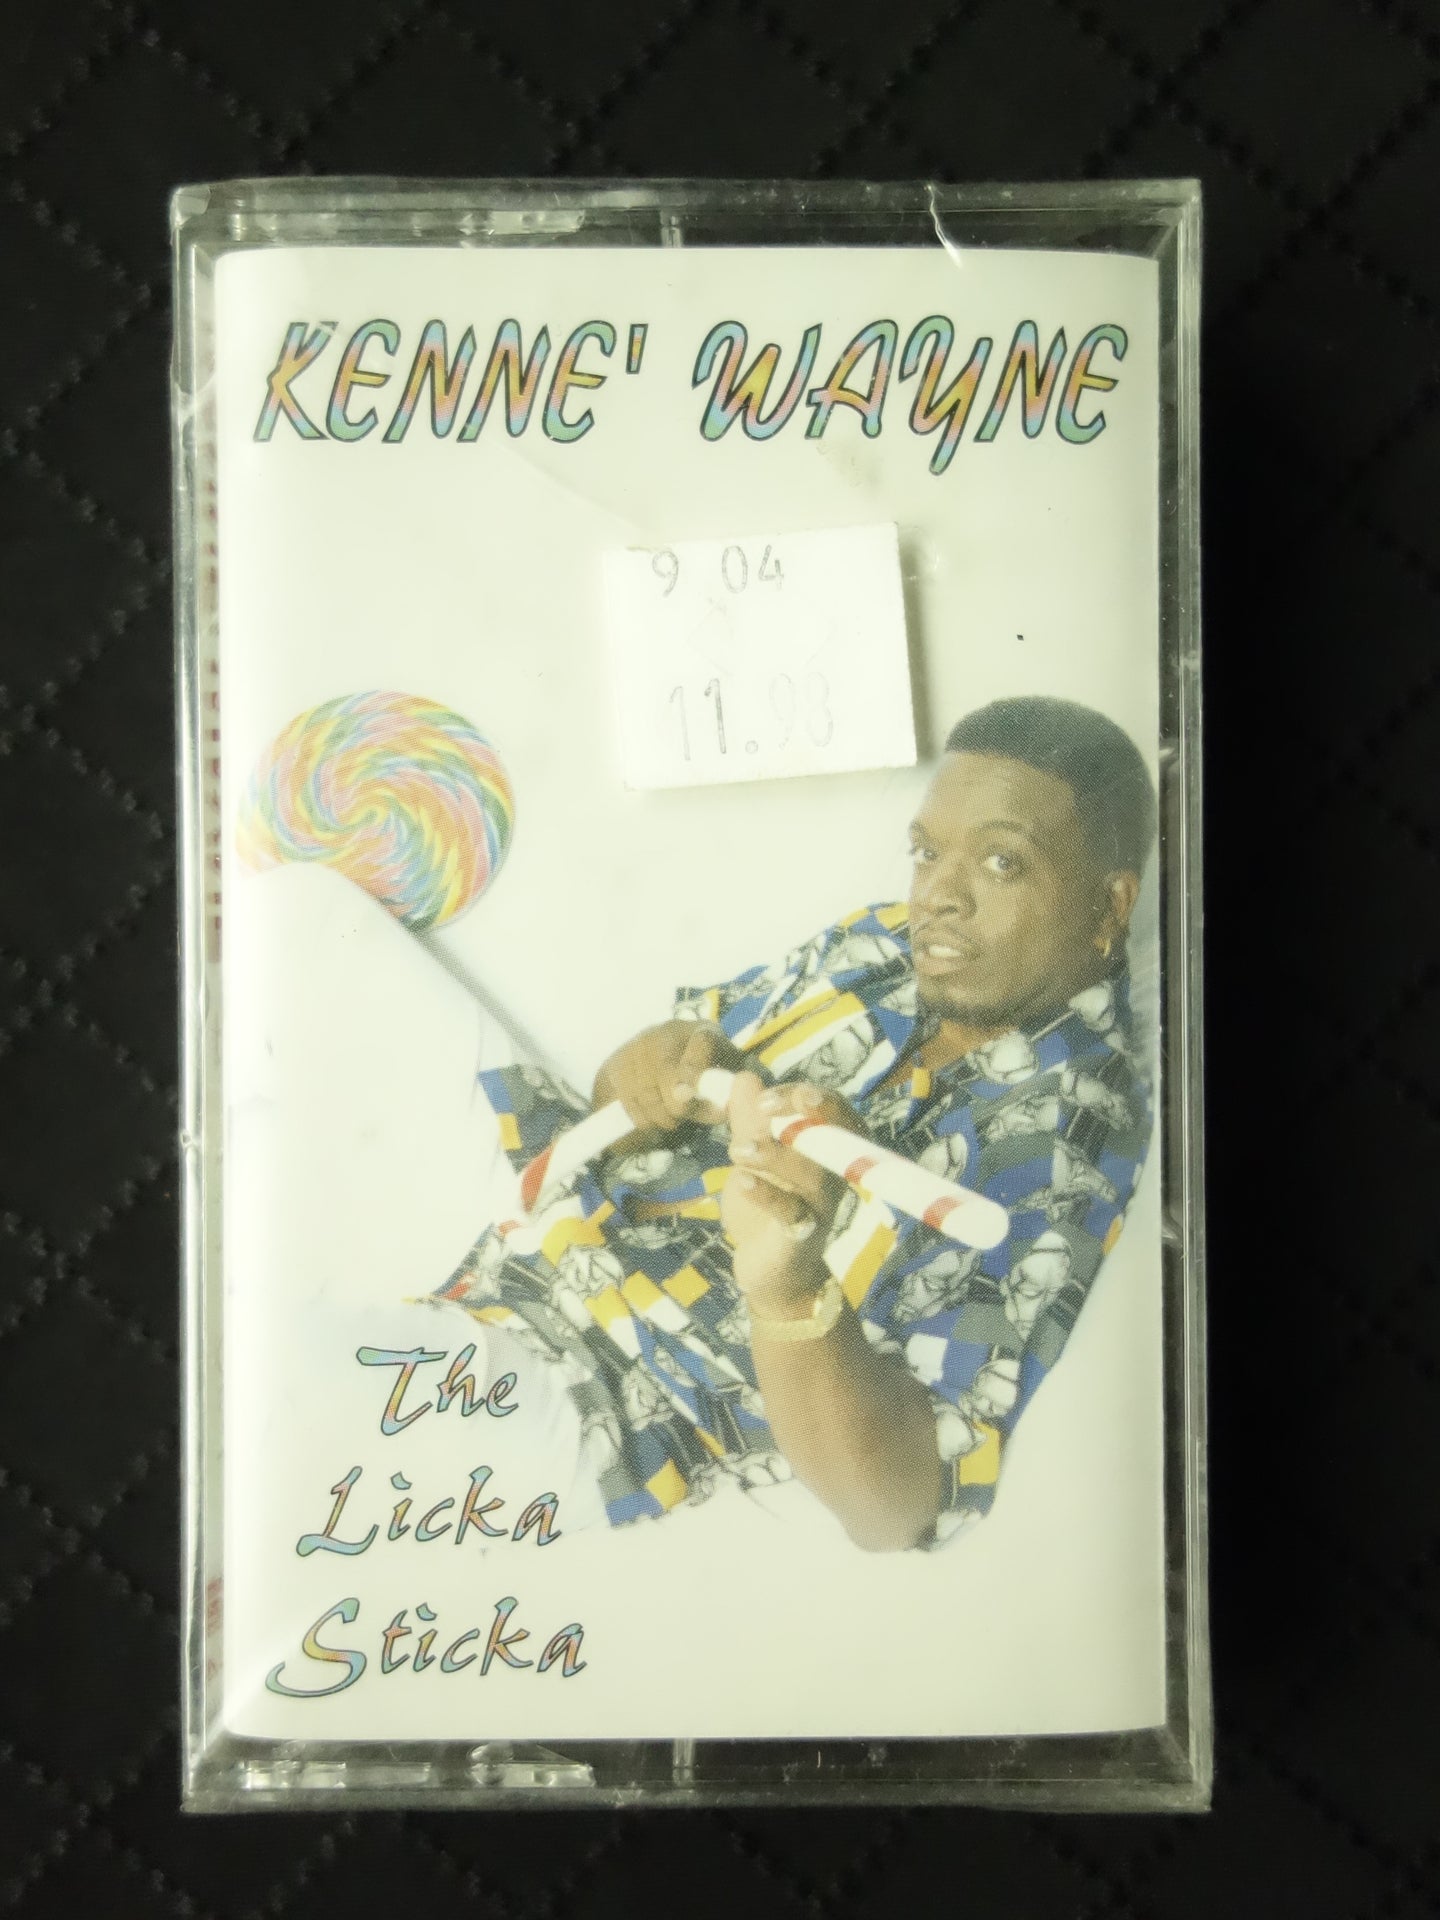 KENNE' WAYNE
9 04
11.98
The
Licka
Sticka